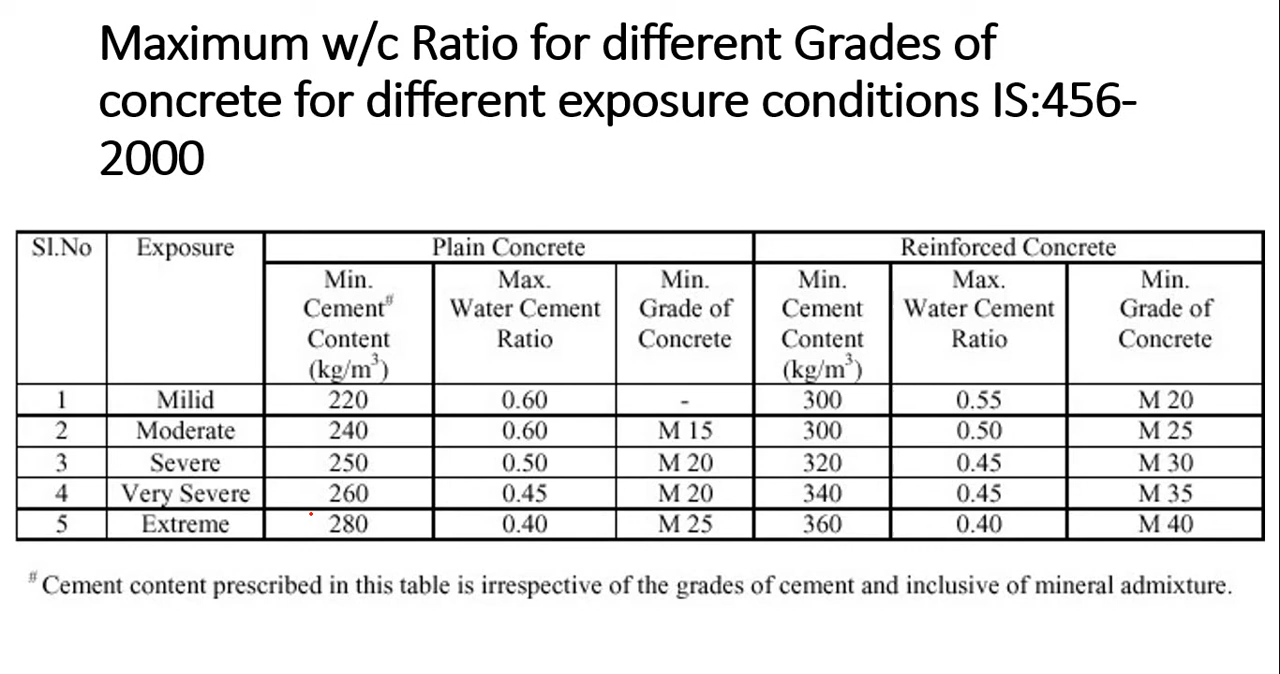 Maximum w/c Ratio for different Grades of
concrete for different exposure conditions IS:456-
2000
Sl.No Exposure Plain Concrete Reinforced Concrete
Min. Cement# Content (kg/m³) Max. Water Cement Ratio Min. Grade of Concrete Min. Cement Content (kg/m³) Max. Water Cement Ratio Min. Grade of Concrete
1 Milid 220 0.60 - 300 0.55 M 20
2 Moderate 240 0.60 M 15 300 0.50 M 25
3 Severe 250 0.50 M 20 320 0.45 M 30
4 Very Severe 260 0.45 M 20 340 0.45 M 35
5 Extreme 280 0.40 M 25 360 0.40 M 40
# Cement content prescribed in this table is irrespective of the grades of cement and inclusive of mineral admixture.